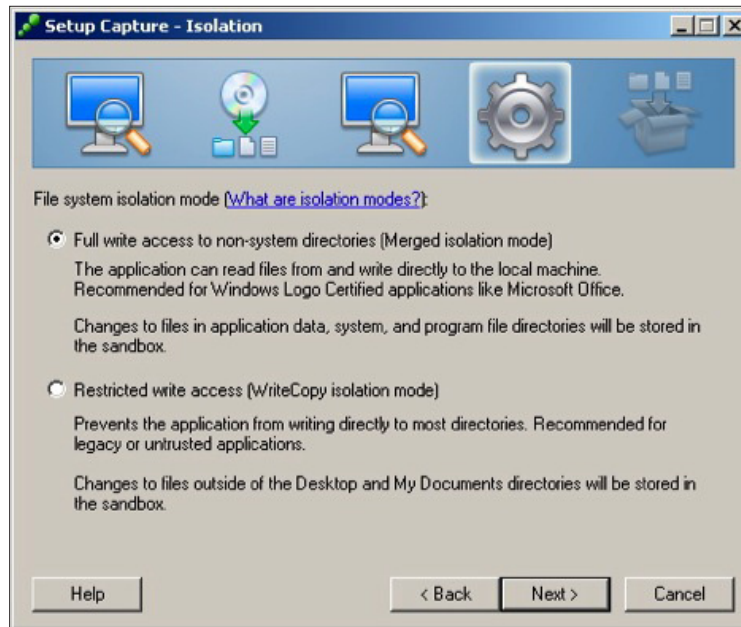 Setup Capture - Isolation
File system isolation mode (What are isolation modes?):
Full write access to non-system directories (Merged isolation mode)
The application can read files from and write directly to the local machine.
Recommended for Windows Logo Certified applications like Microsoft Office.
Changes to files in application data, system, and program file directories will be stored in
the sandbox.
Restricted write access (WriteCopy isolation mode)
Prevents the application from writing directly to most directories. Recommended for
legacy or untrusted applications.
Changes to files outside of the Desktop and My Documents directories will be stored in
the sandbox.
Help
< Back
Next >
Cancel